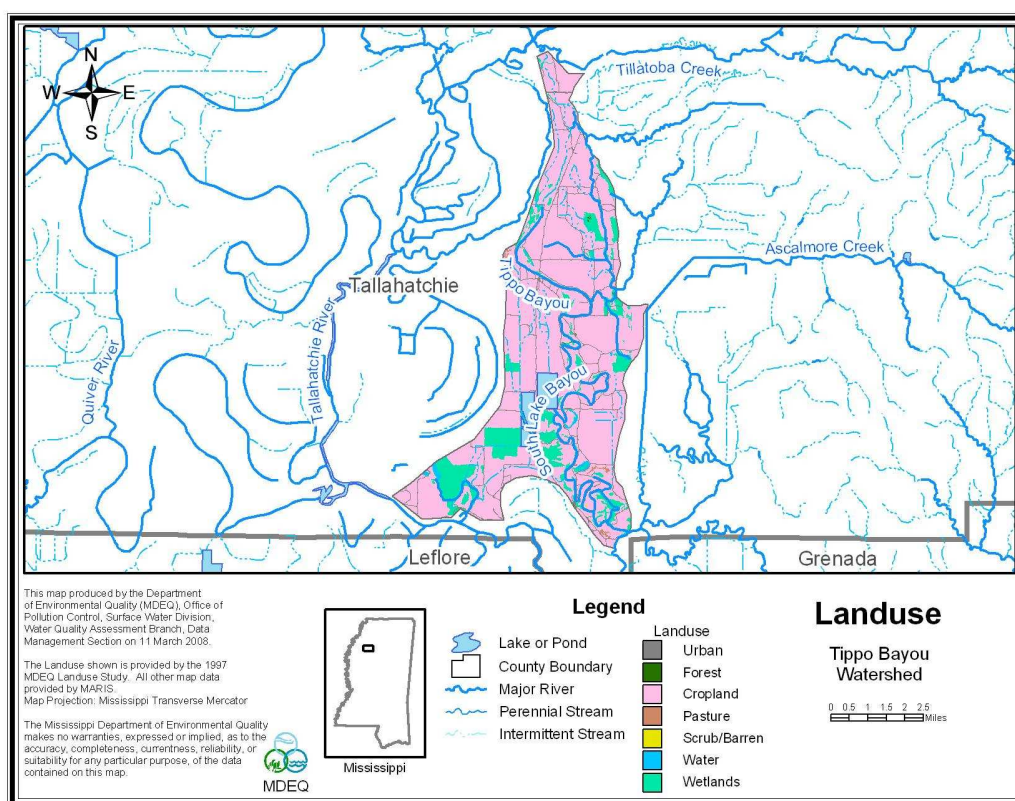 N
W E
S
Tillatoba Creek
Ascalmore Creek
Tallahatchie
Tippo Bayou
Tallahatchie River
Quiver River
South Lake Bayou
Leflore
Grenada
This map produced by the Department
of Environmental Quality (MDEQ), Office of
Pollution Control, Surface Water Division,
Water Quality Assessment Branch, Data
Management Section on 11 March 2008.
The Landuse shown is provided by the 1997
MDEQ Landuse Study. All other map data
provided by MARIS.
Map Projection: Mississippi Transverse Mercator
The Mississippi Department of Environmental Quality
makes no warranties, expressed or implied, as to the
accuracy, completeness, currentness, reliability, or
suitability for any particular purpose, of the data
contained on this map.
MDEQ
Mississippi
Legend
Lake or Pond
County Boundary
Major River
Perennial Stream
Intermittent Stream
Landuse
Urban
Forest
Cropland
Pasture
Scrub/Barren
Water
Wetlands
Landuse
Tippo Bayou
Watershed
0 0.5 1 1.5 2 2.5
Miles